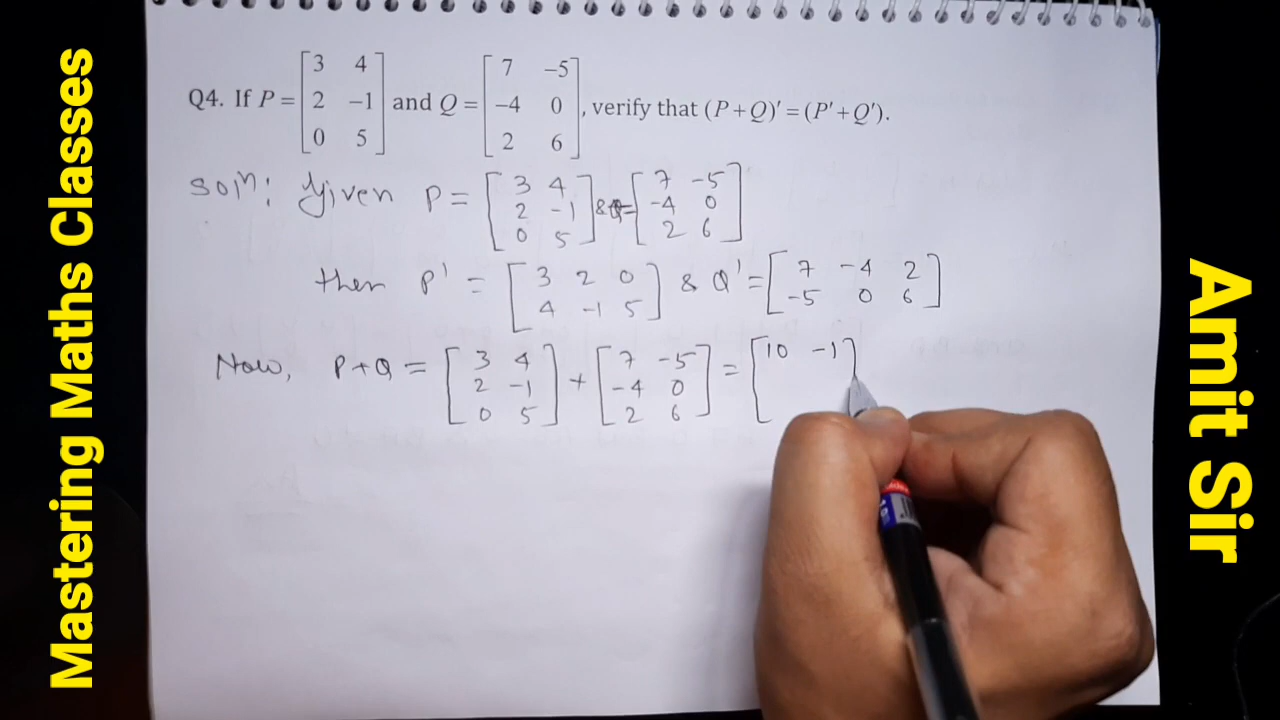 Mastering Maths Classes
Q4. If P = [3 4; 2 −1; 0 5] and Q = [7 −5; −4 0; 2 6], verify that (P+Q)′ = (P′+Q′).
Soln: Given P = [3 4; 2 -1; 0 5] & Q = [7 -5; -4 0; 2 6]
then P' = [3 2 0; 4 -1 5] & Q' = [7 -4 2; -5 0 6]
Now, P+Q = [3 4; 2 -1; 0 5] + [7 -5; -4 0; 2 6] = [10 -1]
Amit Sir